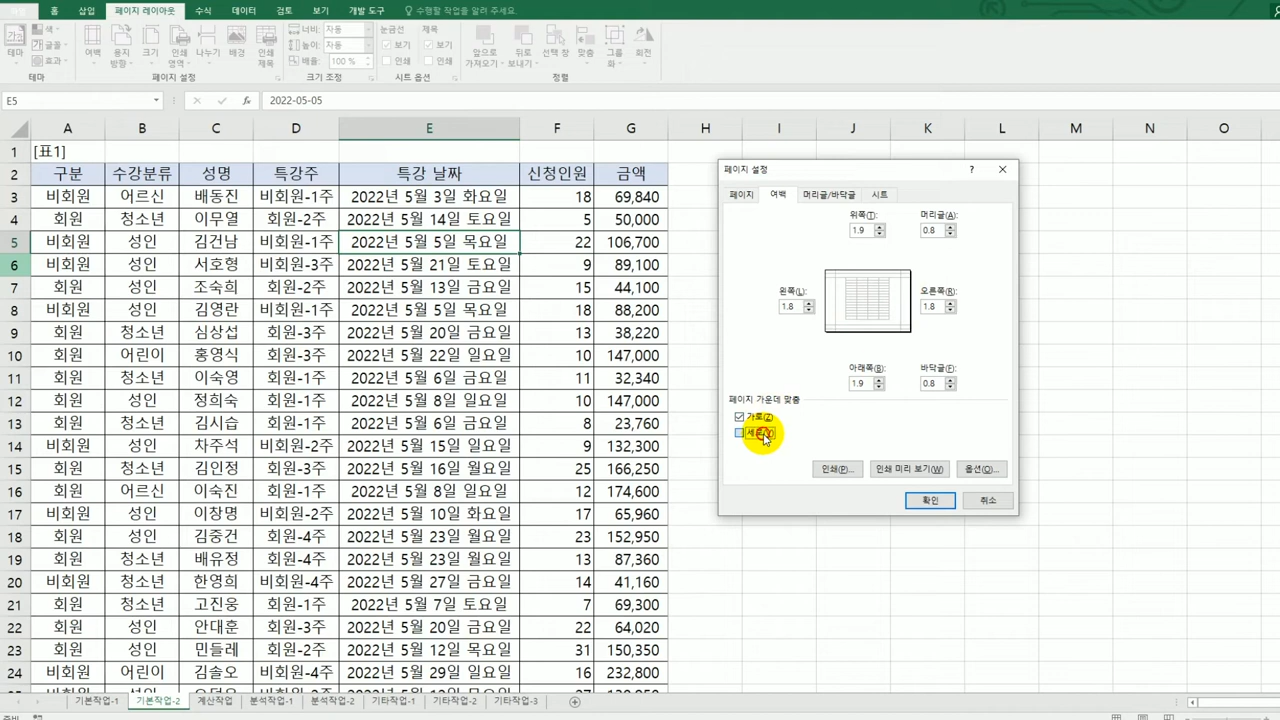 홈 삽입 페이지 레이아웃 수식 데이터 검토 보기 개발 도구 수행할 작업을 알려 주세요.
테마 색 글꼴 효과 여백 용지 방향 크기 인쇄 영역 나누기 배경 인쇄 제목 너비: 자동 높이: 자동 배율: 100 % 눈금선 보기 인쇄 제목 보기 인쇄 앞으로 가져오기 뒤로 보내기 선택 창 맞춤 그룹화 회전
테마 페이지 설정 크기 조정 시트 옵션 정렬
E5 fx 2022-05-05
A B C D E F G H I J K L M N O
1 [표1]
2 구분 수강분류 성명 특강주 특강 날짜 신청인원 금액
3 비회원 어르신 배동진 비회원-1주 2022년 5월 3일 화요일 18 69,840
4 회원 청소년 이무열 회원-2주 2022년 5월 14일 토요일 5 50,000
5 비회원 성인 김건남 비회원-1주 2022년 5월 5일 목요일 22 106,700
6 비회원 성인 서호형 비회원-3주 2022년 5월 21일 토요일 9 89,100
7 회원 성인 조숙희 회원-2주 2022년 5월 13일 금요일 15 44,100
8 비회원 성인 김영란 비회원-1주 2022년 5월 5일 목요일 18 88,200
9 회원 청소년 심상섭 회원-3주 2022년 5월 20일 금요일 13 38,220
10 회원 어린이 홍영식 회원-3주 2022년 5월 22일 일요일 10 147,000
11 회원 청소년 이숙영 회원-1주 2022년 5월 6일 금요일 11 32,340
12 회원 성인 정희숙 회원-1주 2022년 5월 8일 일요일 10 147,000
13 회원 청소년 김시습 회원-1주 2022년 5월 6일 금요일 8 23,760
14 비회원 성인 차주석 비회원-2주 2022년 5월 10일 화요일 9 132,300
15 회원 청소년 김인정 회원-3주 2022년 5월 16일 월요일 25 166,250
16 회원 어르신 이숙진 비회원-1주 2022년 5월 8일 일요일 12 174,600
17 비회원 성인 이창명 비회원-2주 2022년 5월 10일 화요일 17 65,960
18 회원 성인 김중건 회원-4주 2022년 5월 23일 월요일 23 152,950
19 회원 청소년 배유정 회원-4주 2022년 5월 23일 월요일 13 87,360
20 비회원 청소년 한영희 비회원-4주 2022년 5월 27일 금요일 14 41,160
21 회원 청소년 고진웅 회원-1주 2022년 5월 7일 토요일 7 69,300
22 회원 성인 안대훈 회원-3주 2022년 5월 20일 금요일 22 64,020
23 회원 성인 민들레 회원-2주 2022년 5월 12일 목요일 31 150,350
24 비회원 어린이 김솔오 비회원-4주 2022년 5월 29일 일요일 16 232,800
기본작업-1 기본작업-2 계산작업 분석작업-1 분석작업-2 기타작업-1 기타작업-2 기타작업-3
준비
페이지 설정 ?
페이지 여백 머리글/바닥글 시트
위쪽(T): 머리글(A):
1.9 0.8
왼쪽(L): 오른쪽(R):
1.8 1.8
아래쪽(B): 바닥글(F):
1.9 0.8
페이지 가운데 맞춤
가로(Z)
인쇄(P)... 인쇄 미리 보기(W) 옵션(O)...
확인 취소